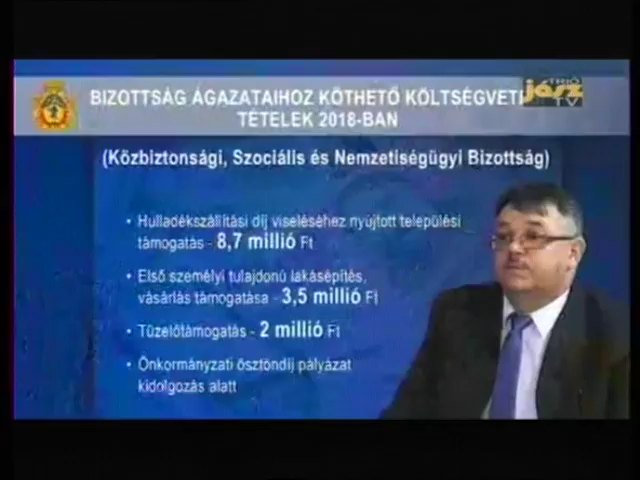 TRIÓ
jász
TV
BIZOTTSÁG ÁGAZATAIHOZ KÖTHETŐ KÖLTSÉGVETI
TÉTELEK 2018-BAN
(Közbiztonsági, Szociális és Nemzetiségügyi Bizottság)
• Hulladékszállítási díj viseléséhez nyújtott települési
támogatás - 8,7 millió Ft
• Első személyi tulajdonú lakásépítés,
vásárlás támogatása - 3,5 millió Ft
• Tüzelőtámogatás - 2 millió Ft
• Önkormányzati ösztöndíj pályázat
kidolgozás alatt